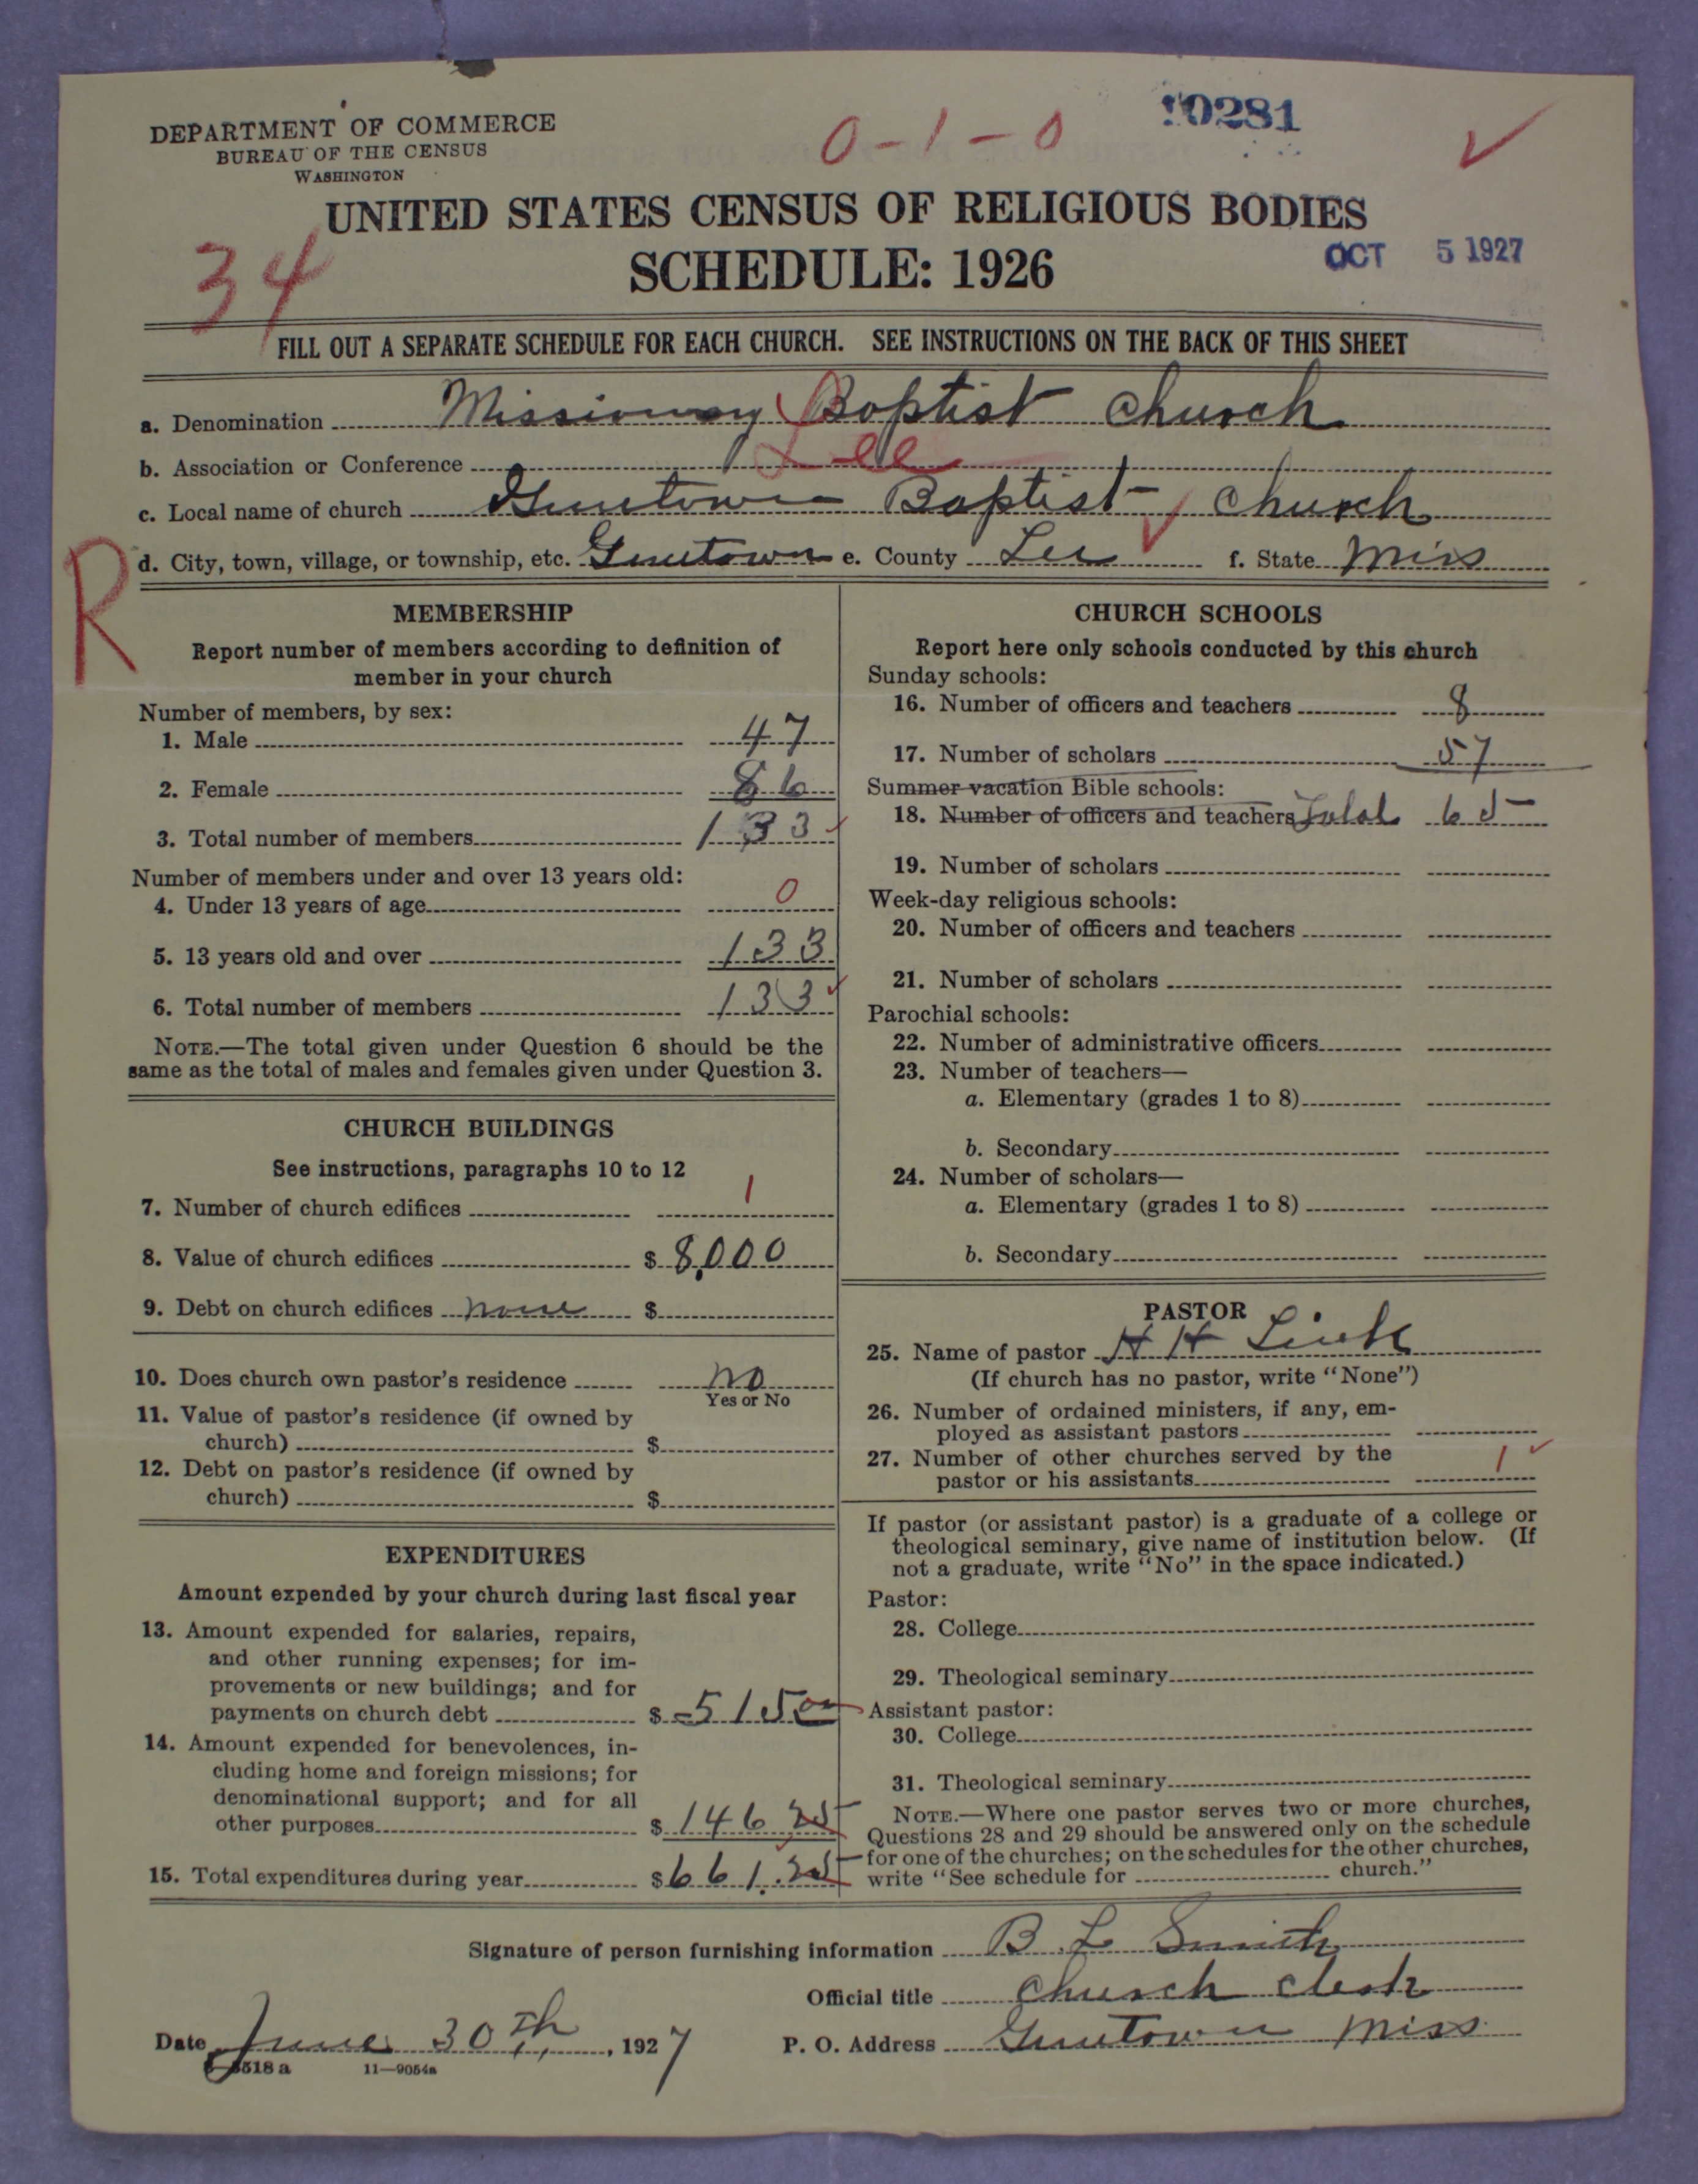 DEPARTMENT OF COMMERCE
BUREAU OF THE CENSUS
WASHINGTON
0-1-0
10281
UNITED STATES CENSUS OF RELIGIOUS BODIES
34
SCHEDULE: 1926
OCT 5 1927
FILL OUT A SEPARATE SCHEDULE FOR EACH CHURCH. SEE INSTRUCTIONS ON THE BACK OF THIS SHEET
a. Denomination Missionary Baptist Church
b. Association or Conference Lee
c. Local name of church Guntown Baptist Church
R
d. City, town, village, or township, etc. Guntown e. County Lee f. State Miss
MEMBERSHIP
Report number of members according to definition of
member in your church
Number of members, by sex:
1. Male 47
2. Female 86
3. Total number of members 133
Number of members under and over 13 years old:
4. Under 13 years of age 0
5. 13 years old and over 133
6. Total number of members 133
NOTE.—The total given under Question 6 should be the
same as the total of males and females given under Question 3.
CHURCH BUILDINGS
See instructions, paragraphs 10 to 12
7. Number of church edifices 1
8. Value of church edifices $ 8,000
9. Debt on church edifices none $
10. Does church own pastor's residence no
Yes or No
11. Value of pastor's residence (if owned by
church) $
12. Debt on pastor's residence (if owned by
church) $
EXPENDITURES
Amount expended by your church during last fiscal year
13. Amount expended for salaries, repairs,
and other running expenses; for im-
provements or new buildings; and for
payments on church debt $ 515 00
14. Amount expended for benevolences, in-
cluding home and foreign missions; for
denominational support; and for all
other purposes $ 146 25
15. Total expenditures during year $ 661.25
CHURCH SCHOOLS
Report here only schools conducted by this church
Sunday schools:
16. Number of officers and teachers 8
17. Number of scholars 57
Summer vacation Bible schools:
18. Number of officers and teachers Total 65
19. Number of scholars
Week-day religious schools:
20. Number of officers and teachers
21. Number of scholars
Parochial schools:
22. Number of administrative officers
23. Number of teachers—
a. Elementary (grades 1 to 8)
b. Secondary
24. Number of scholars—
a. Elementary (grades 1 to 8)
b. Secondary
PASTOR
25. Name of pastor H H Link
(If church has no pastor, write "None")
26. Number of ordained ministers, if any, em-
ployed as assistant pastors
27. Number of other churches served by the
pastor or his assistants 1
If pastor (or assistant pastor) is a graduate of a college or
theological seminary, give name of institution below. (If
not a graduate, write "No" in the space indicated.)
Pastor:
28. College
29. Theological seminary
Assistant pastor:
30. College
31. Theological seminary
NOTE.—Where one pastor serves two or more churches,
Questions 28 and 29 should be answered only on the schedule
for one of the churches; on the schedules for the other churches,
write "See schedule for church."
Signature of person furnishing information B L Smith
Official title Church clerk
Date June 30th, 1927
P. O. Address Guntown Miss
518 a 11—9054a